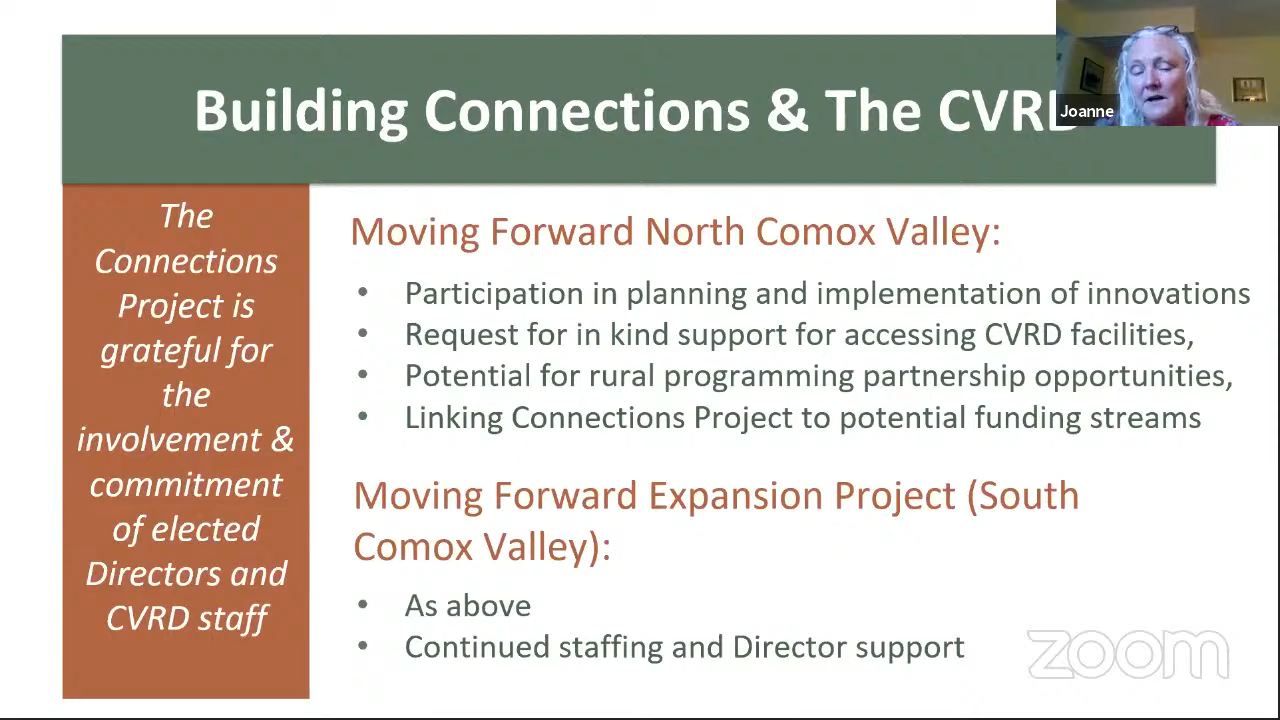 Building Connections & The CVRD
Joanne
The
Connections
Project is
grateful for
the
involvement &
commitment
of elected
Directors and
CVRD staff
Moving Forward North Comox Valley:
• Participation in planning and implementation of innovations
• Request for in kind support for accessing CVRD facilities,
• Potential for rural programming partnership opportunities,
• Linking Connections Project to potential funding streams
Moving Forward Expansion Project (South
Comox Valley):
• As above
• Continued staffing and Director support
zoom